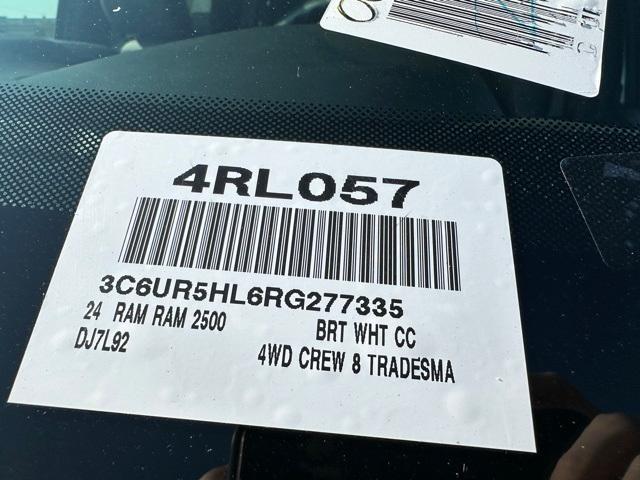 4RL057
3C6UR5HL6RG277335
24 RAM RAM 2500 BRT WHT CC
DJ7L92 4WD CREW 8 TRADESMA